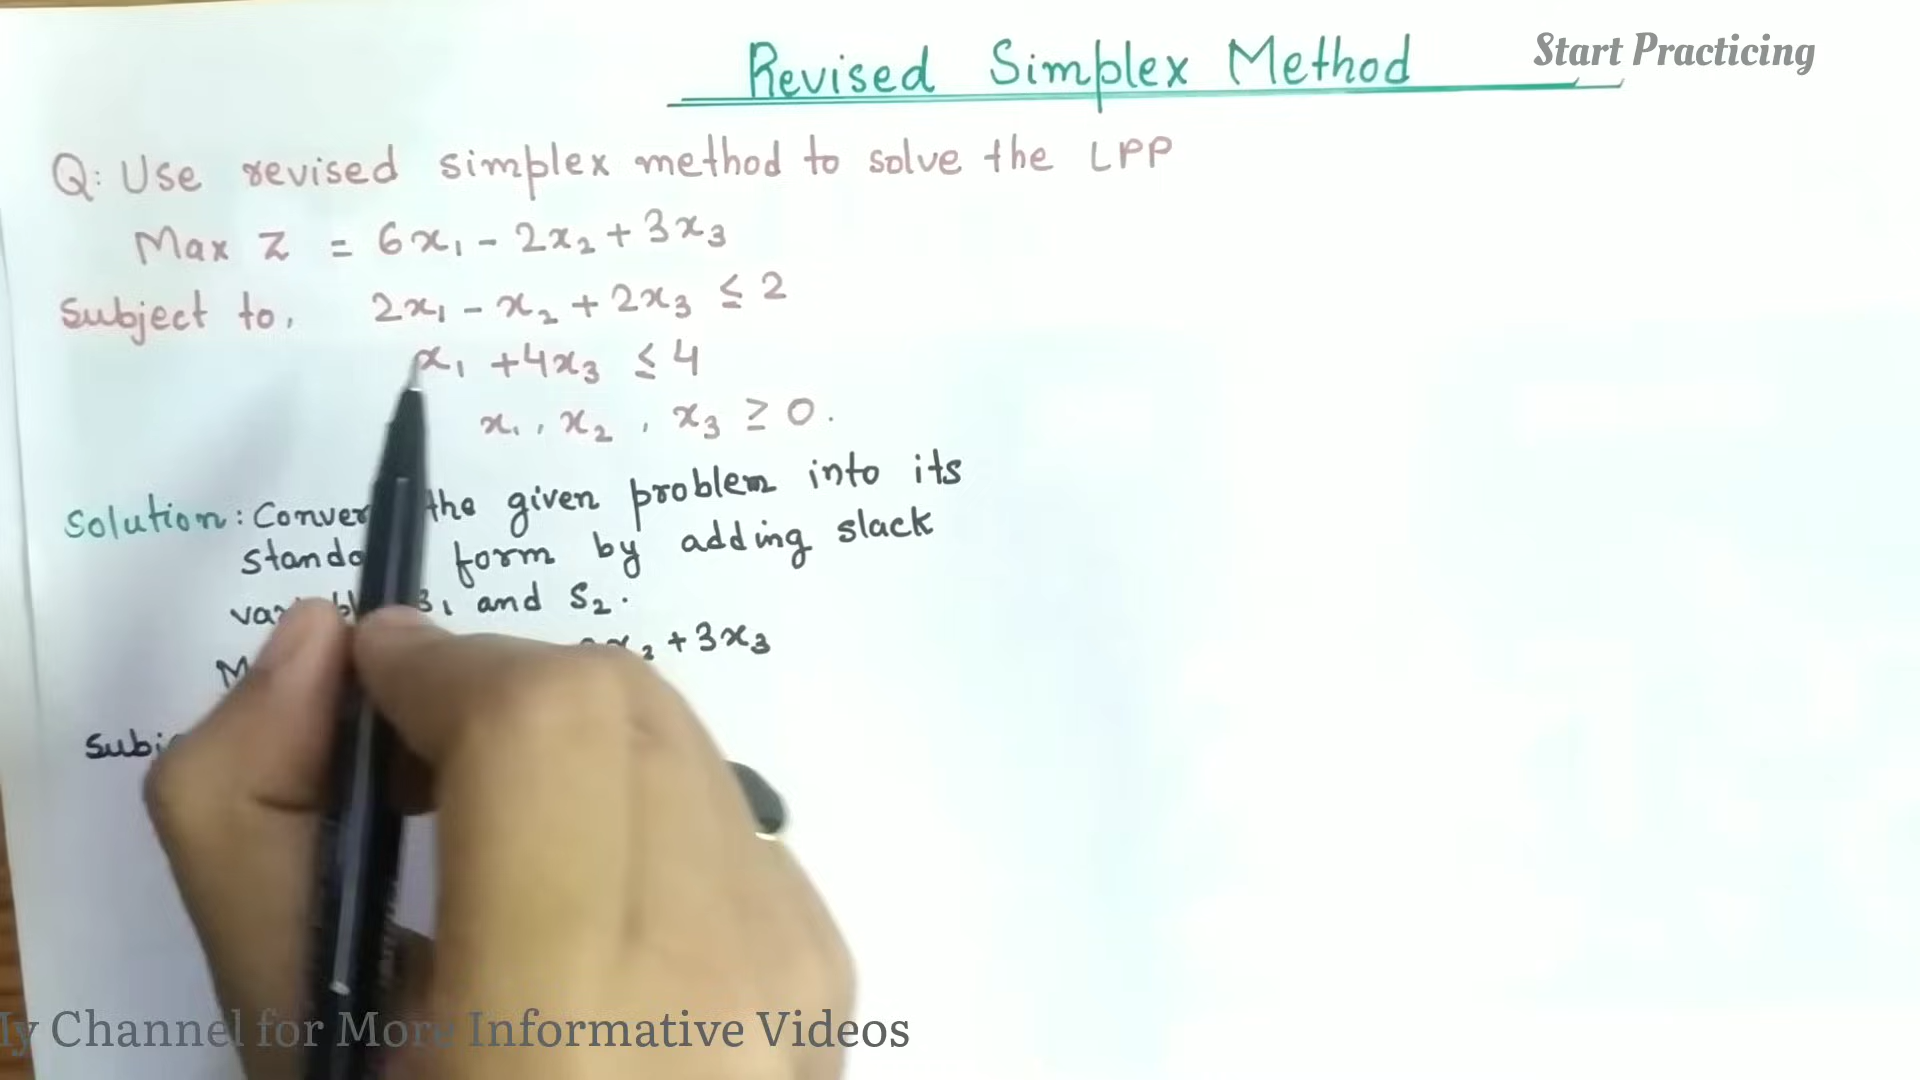 Revised Simplex Method
Start Practicing
Q: Use revised simplex method to solve the LPP
Max Z = 6x₁ - 2x₂ + 3x₃
Subject to, 2x₁ - x₂ + 2x₃ ≤ 2
x₁ + 4x₃ ≤ 4
x₁, x₂, x₃ ≥ 0.
Solution: Conver the given problem into its
form by adding slack
and S₂.
+ 3x₃
My Channel for More Informative Videos